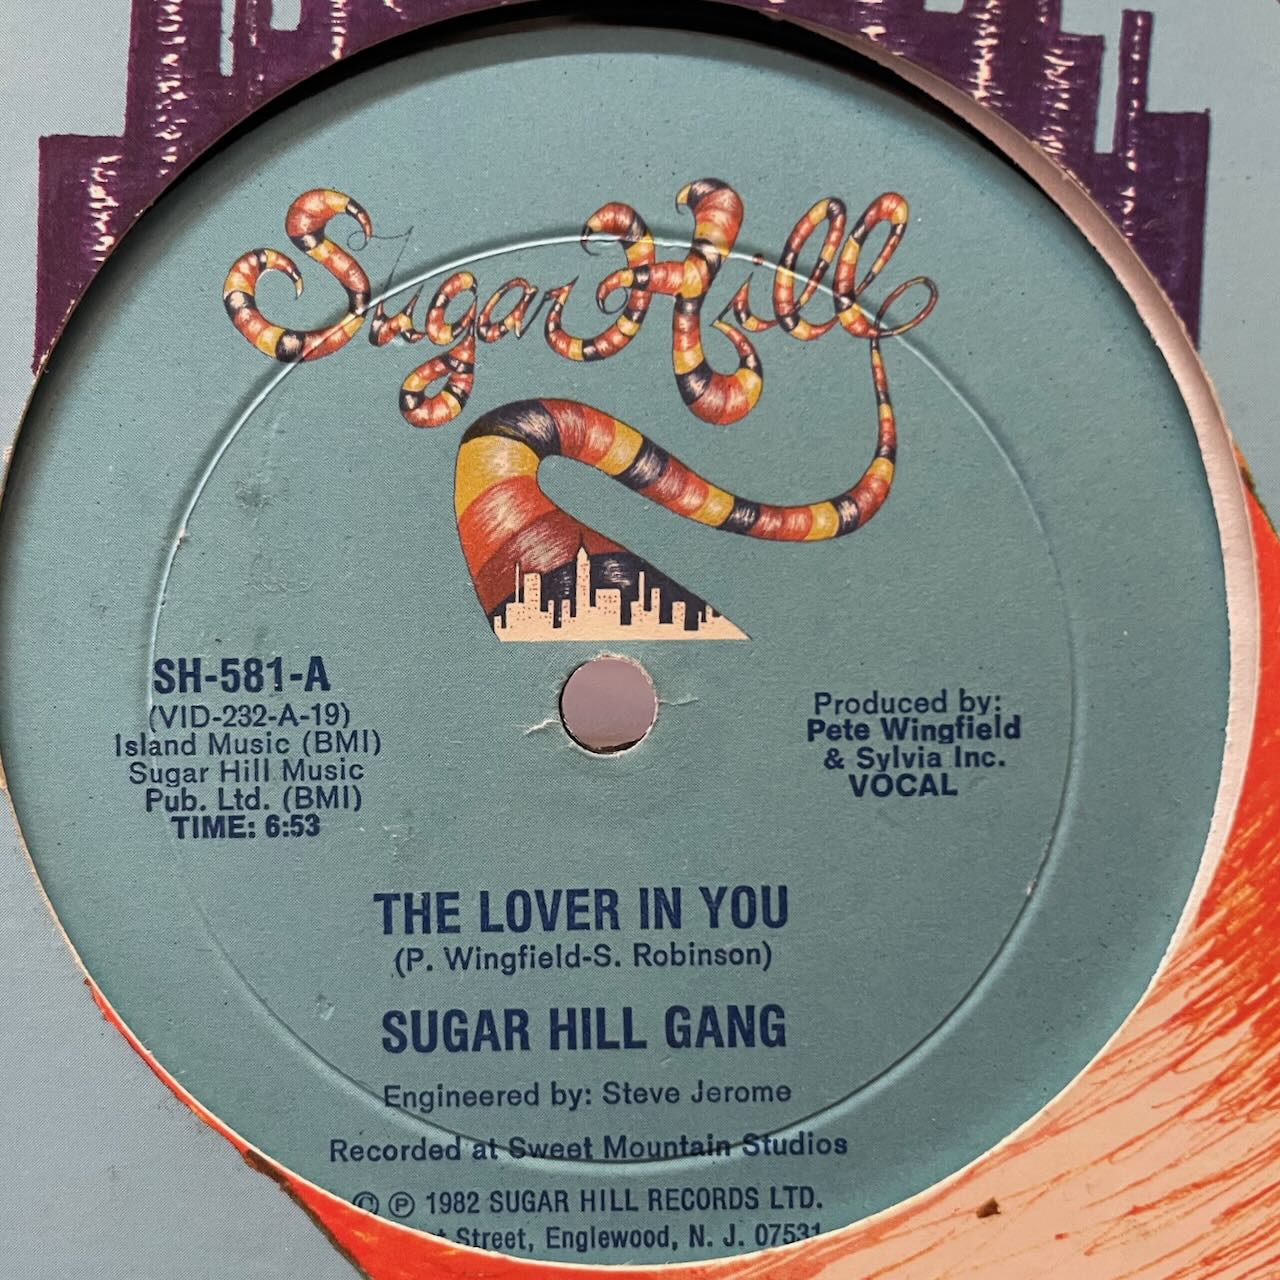 Sugar Hill
SH-581-A
(VID-232-A-19)
Island Music (BMI)
Sugar Hill Music
Pub. Ltd. (BMI)
TIME: 6:53
Produced by:
Pete Wingfield
& Sylvia Inc.
VOCAL
THE LOVER IN YOU
(P. Wingfield-S. Robinson)
SUGAR HILL GANG
Engineered by: Steve Jerome
Recorded at Sweet Mountain Studios
© ℗ 1982 SUGAR HILL RECORDS LTD.
Street, Englewood, N. J. 07531